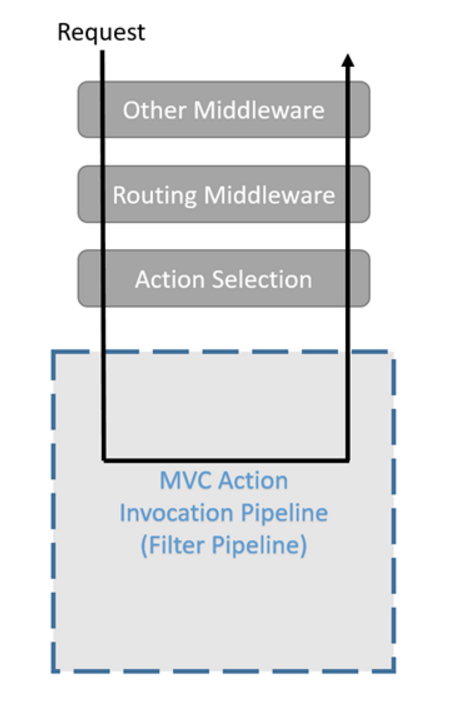 Request
Other Middleware
Routing Middleware
Action Selection
MVC Action
Invocation Pipeline
(Filter Pipeline)